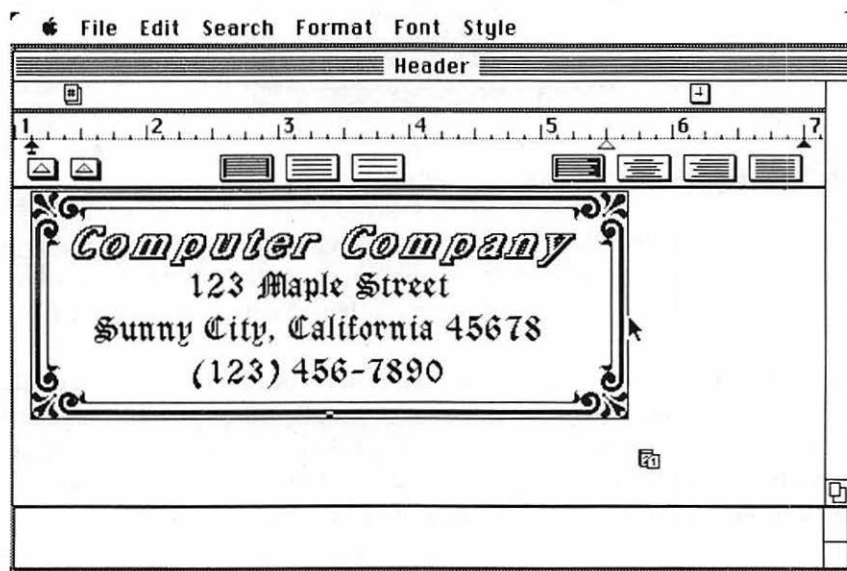 File Edit Search Format Font Style
Header
1 2 3 4 5 6 7
Computer Company
123 Maple Street
Sunny City, California 45678
(123) 456-7890
21